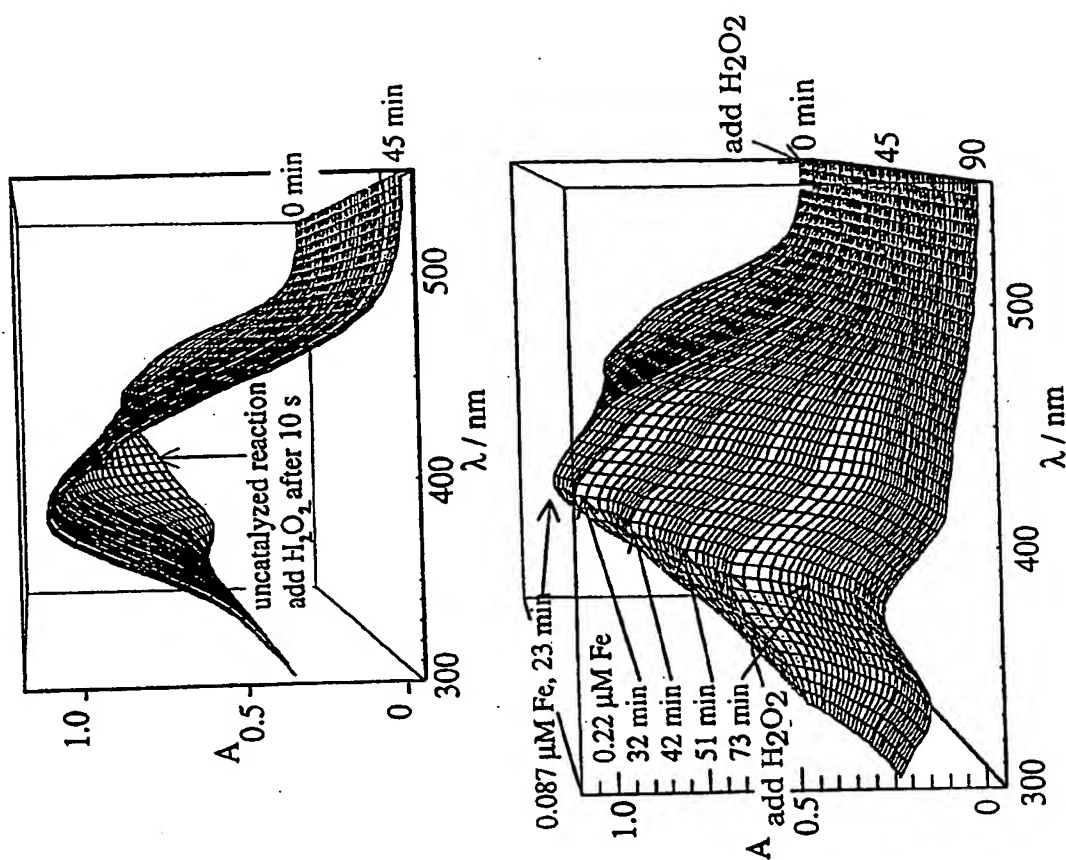 1.0
A
0.5
0
300
400
500
λ / nm
0 min
45 min
uncatalyzed reaction
add H₂O₂ after 10 s
0.087 μM Fe, 23 min
0.22 μM Fe
32 min
42 min
51 min
73 min
add H2O2
1.0
A
0.5
0
300
400
500
λ / nm
add H2O2
0 min
45
90